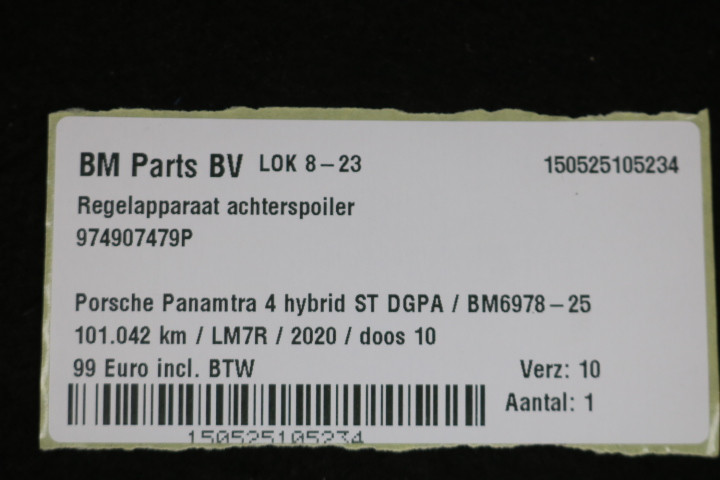 BM Parts BV LOK 8-23 150525105234
Regelapparaat achterspoiler
974907479P
Porsche Panamtra 4 hybrid ST DGPA / BM6978-25
101.042 km / LM7R / 2020 / doos 10
99 Euro incl. BTW Verz: 10
Aantal: 1
150525105234